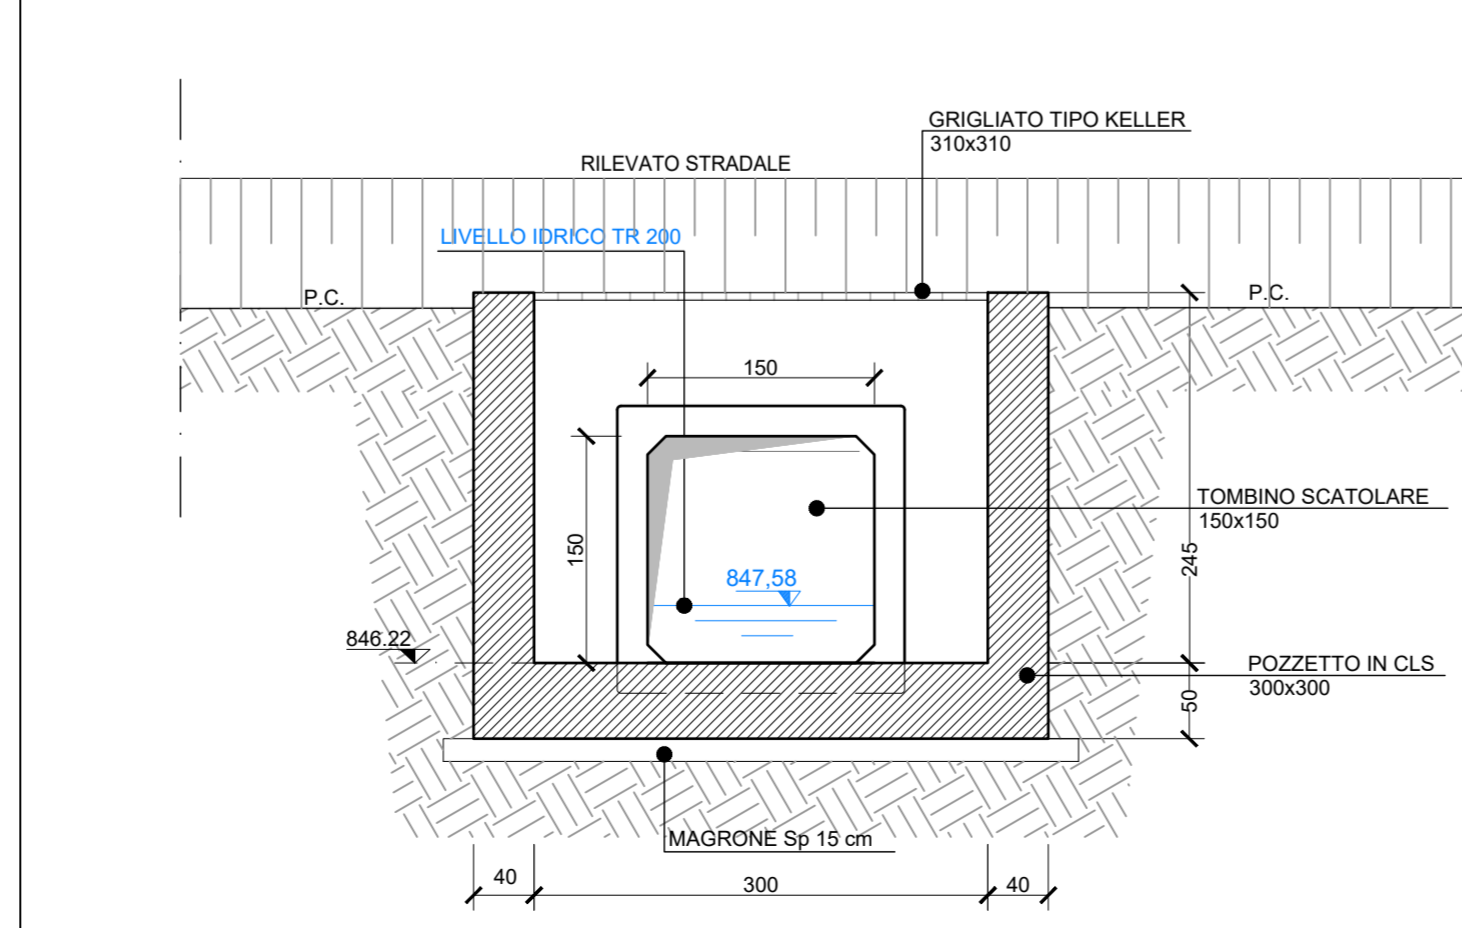 GRIGLIATO TIPO KELLER
310x310
RILEVATO STRADALE
LIVELLO IDRICO TR 200
P.C.
P.C.
150
150
TOMBINO SCATOLARE
150x150
245
847,58
846.22
POZZETTO IN CLS
300x300
50
MAGRONE Sp 15 cm
40
300
40